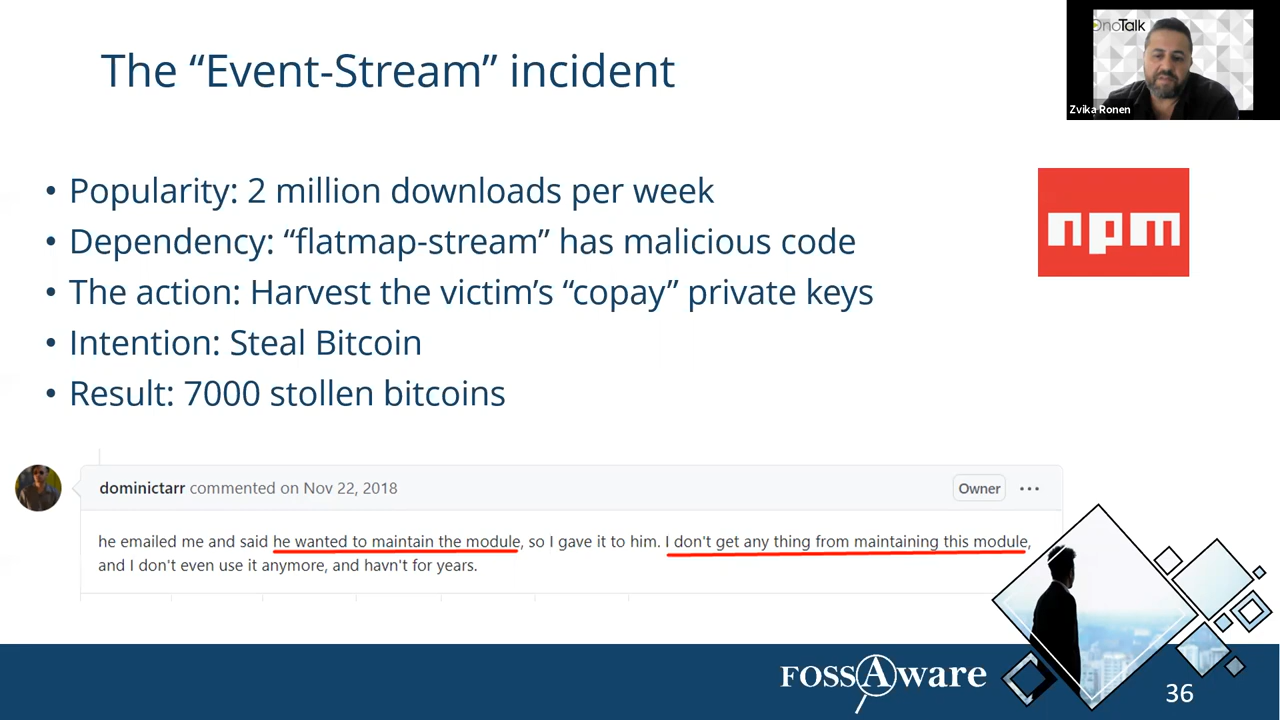 The “Event-Stream” incident
OnoTalk
Zvika Ronen
• Popularity: 2 million downloads per week
• Dependency: “flatmap-stream” has malicious code
• The action: Harvest the victim’s “copay” private keys
• Intention: Steal Bitcoin
• Result: 7000 stollen bitcoins
npm
dominictarr commented on Nov 22, 2018
Owner
he emailed me and said he wanted to maintain the module, so I gave it to him. I don't get any thing from maintaining this module,
and I don't even use it anymore, and havn't for years.
FOSSAware
36